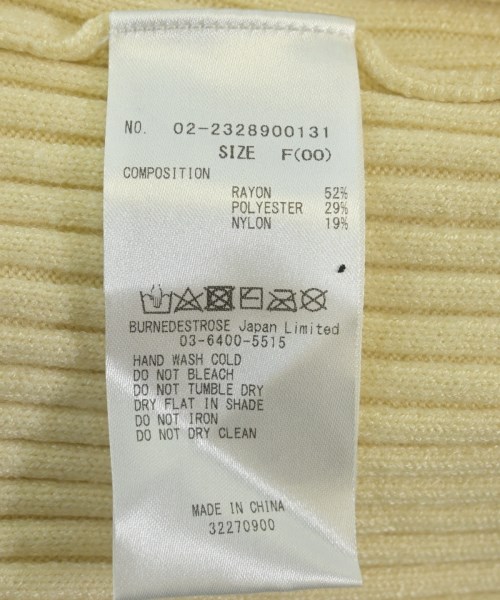 NO. 02-2328900131
SIZE F(00)
COMPOSITION
RAYON 52%
POLYESTER 29%
NYLON 19%
BURNEDESTROSE Japan Limited
03-6400-5515
HAND WASH COLD
DO NOT BLEACH
DO NOT TUMBLE DRY
DRY FLAT IN SHADE
DO NOT IRON
DO NOT DRY CLEAN
MADE IN CHINA
32270900